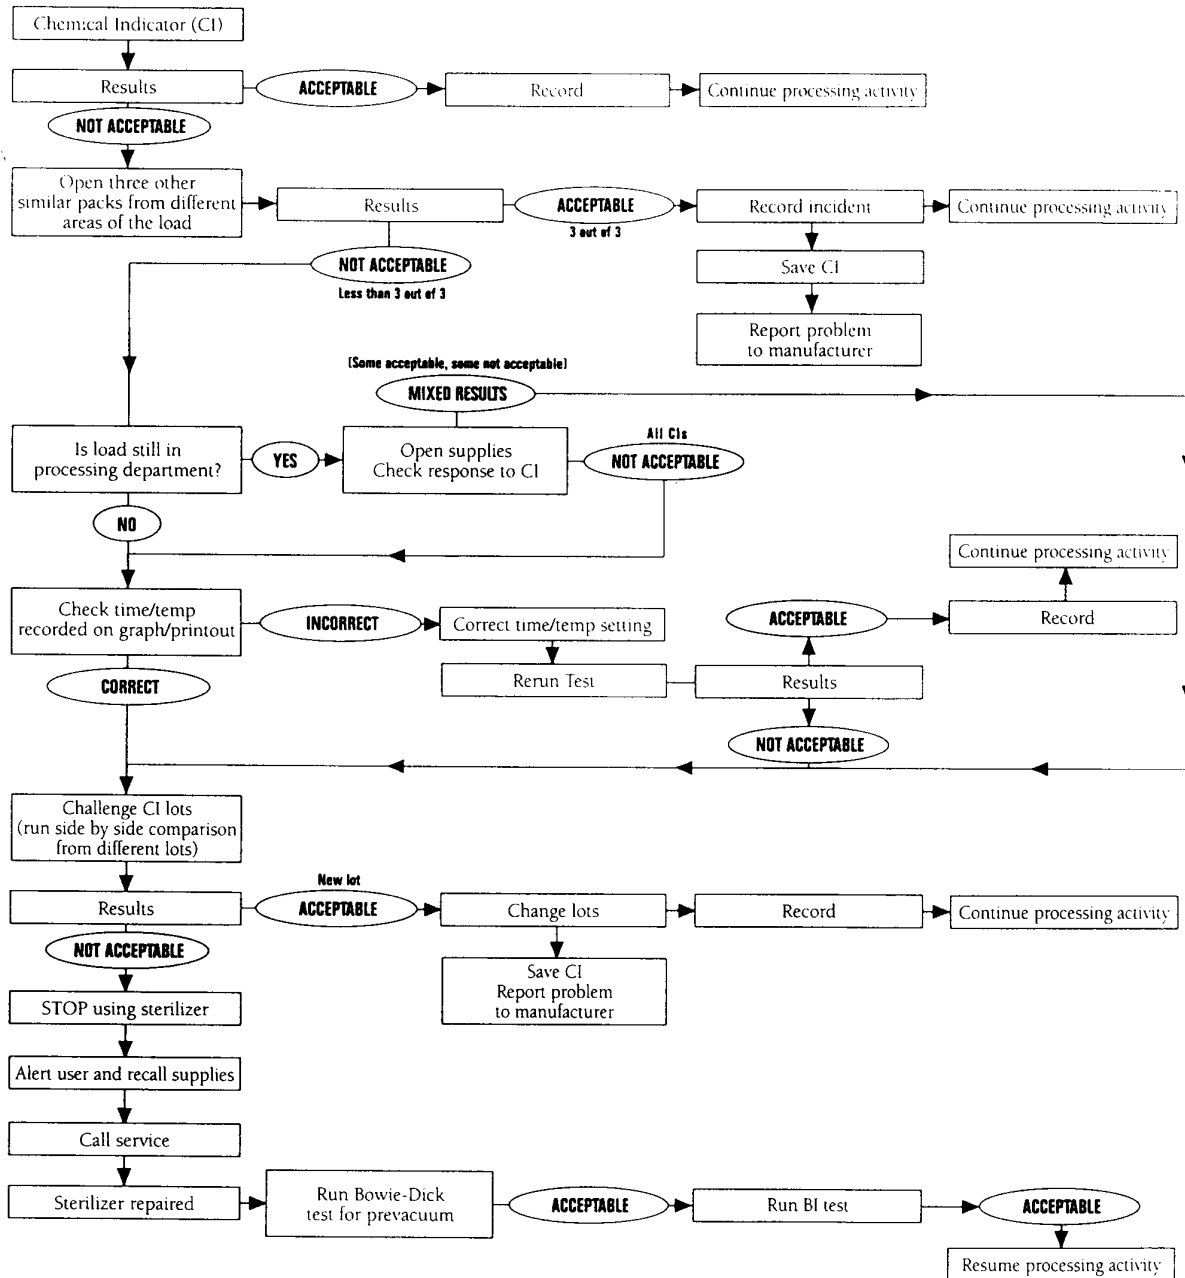 Chemical Indicator (CI)
Results
ACCEPTABLE
Record
Continue processing activity
NOT ACCEPTABLE
Open three other
similar packs from different
areas of the load
Results
ACCEPTABLE
3 out of 3
Record incident
Continue processing activity
Save CI
Report problem
to manufacturer
NOT ACCEPTABLE
Less than 3 out of 3
(Some acceptable, some not acceptable)
MIXED RESULTS
Is load still in
processing department?
YES
Open supplies
Check response to CI
All CIs
NOT ACCEPTABLE
NO
Check time/temp
recorded on graph/printout
INCORRECT
Correct time/temp setting
Rerun Test
Results
ACCEPTABLE
Record
Continue processing activity
NOT ACCEPTABLE
CORRECT
Challenge CI lots
(run side by side comparison
from different lots)
Results
New lot
ACCEPTABLE
Change lots
Record
Continue processing activity
Save CI
Report problem
to manufacturer
NOT ACCEPTABLE
STOP using sterilizer
Alert user and recall supplies
Call service
Sterilizer repaired
Run Bowie-Dick
test for prevacuum
ACCEPTABLE
Run BI test
ACCEPTABLE
Resume processing activity